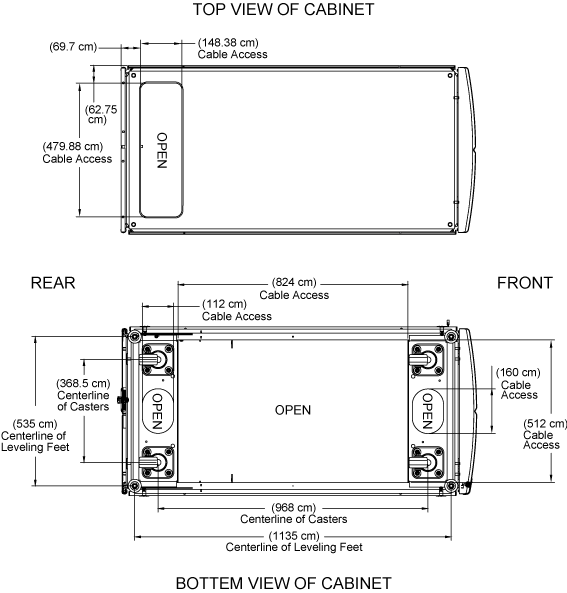 TOP VIEW OF CABINET
(69.7 cm)
(148.38 cm)
Cable Access
(62.75
cm)
(479.88 cm)
Cable Access
OPEN
REAR
FRONT
(824 cm)
Cable Access
(112 cm)
Cable Access
(368.5 cm)
Centerline
of Casters
(535 cm)
Centerline of
Leveling Feet
OPEN
OPEN
OPEN
(160 cm)
Cable
Access
(512 cm)
Cable
Access
(968 cm)
Centerline of Casters
(1135 cm)
Centerline of Leveling Feet
BOTTEM VIEW OF CABINET